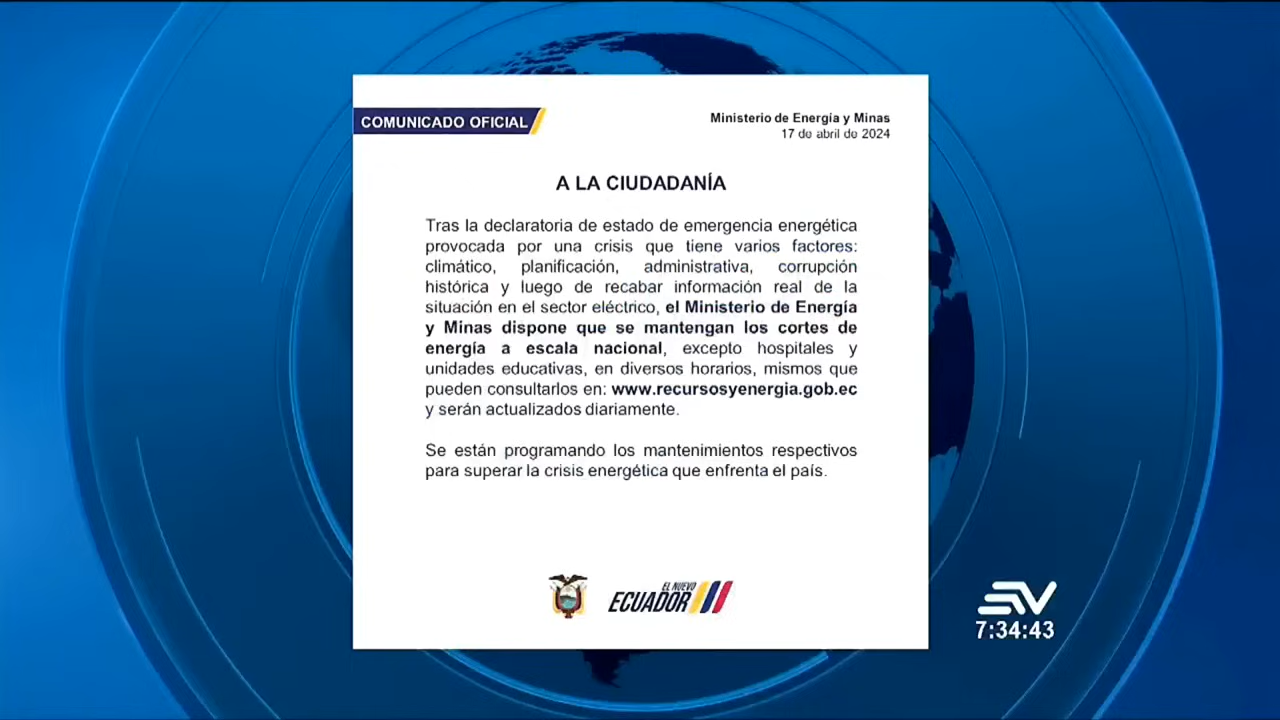 COMUNICADO OFICIAL
Ministerio de Energía y Minas
17 de abril de 2024
A LA CIUDADANÍA
Tras la declaratoria de estado de emergencia energética
provocada por una crisis que tiene varios factores:
climático, planificación, administrativa, corrupción
histórica y luego de recabar información real de la
situación en el sector eléctrico, el Ministerio de Energía
y Minas dispone que se mantengan los cortes de
energía a escala nacional, excepto hospitales y
unidades educativas, en diversos horarios, mismos que
pueden consultarlos en: www.recursosyenergia.gob.ec
y serán actualizados diariamente.
Se están programando los mantenimientos respectivos
para superar la crisis energética que enfrenta el país.
EL NUEVO
ECUADOR
7:34:43